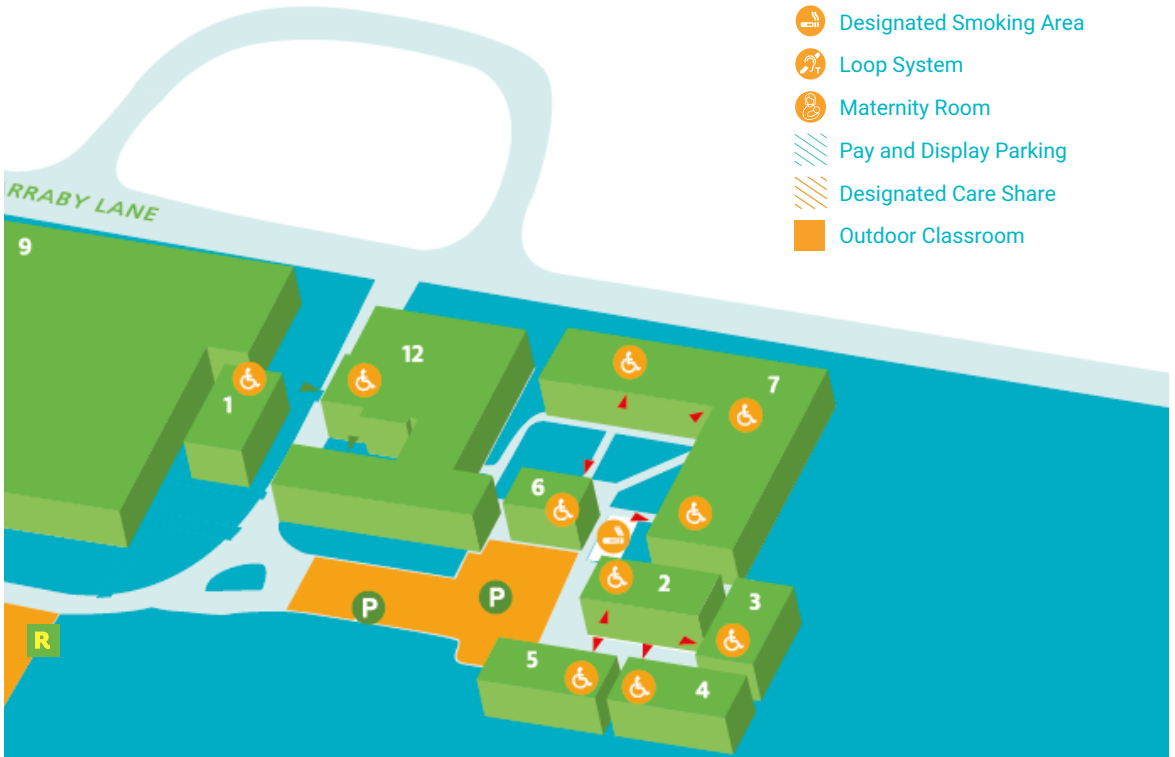 Designated Smoking Area
Loop System
Maternity Room
Pay and Display Parking
Designated Care Share
Outdoor Classroom
RRABY LANE
9
12
7
1
6
2
3
P
P
R
5
4